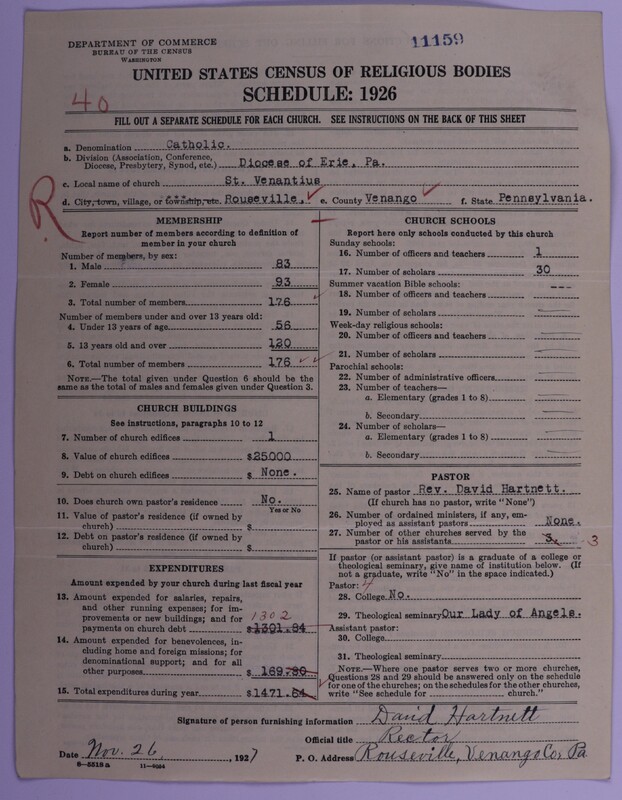 DEPARTMENT OF COMMERCE
BUREAU OF THE CENSUS
WASHINGTON
11159
UNITED STATES CENSUS OF RELIGIOUS BODIES
SCHEDULE: 1926
40
FILL OUT A SEPARATE SCHEDULE FOR EACH CHURCH. SEE INSTRUCTIONS ON THE BACK OF THIS SHEET
a. Denomination Catholic.
b. Division (Association, Conference, Diocese, Presbytery, Synod, etc.) Diocese of Erie, Pa.
c. Local name of church St. Venantius
d. City, town, village, or township, etc. Rouseville, e. County Venango f. State Pennsylvania.
R
MEMBERSHIP
Report number of members according to definition of
member in your church
Number of members, by sex:
1. Male 83
2. Female 93
3. Total number of members 176
Number of members under and over 13 years old:
4. Under 13 years of age 56
5. 13 years old and over 120
6. Total number of members 176
NOTE.—The total given under Question 6 should be
same as the total of males and females given under Question 3.
CHURCH BUILDINGS
See instructions, paragraphs 10 to 12
7. Number of church edifices 1
8. Value of church edifices $25000
9. Debt on church edifices $ None.
10. Does church own pastor's residence No.
Yes or No
11. Value of pastor's residence (if owned by
church) $
12. Debt on pastor's residence (if owned by
church) $
EXPENDITURES
Amount expended by your church during last fiscal year
13. Amount expended for salaries, repairs,
and other running expenses; for im-
provements or new buildings; and for 1302
payments on church debt $1301.84
14. Amount expended for benevolences, in-
cluding home and foreign missions; for
denominational support; and for all
other purposes $ 169.80
15. Total expenditures during year $1471.64
CHURCH SCHOOLS
Report here only schools conducted by this church
Sunday schools:
16. Number of officers and teachers 1
17. Number of scholars 30
Summer vacation Bible schools: ---
18. Number of officers and teachers
19. Number of scholars
Week-day religious schools:
20. Number of officers and teachers
21. Number of scholars
Parochial schools:
22. Number of administrative officers
23. Number of teachers—
a. Elementary (grades 1 to 8)
b. Secondary
24. Number of scholars—
a. Elementary (grades 1 to 8)
b. Secondary
PASTOR
25. Name of pastor Rev. David Hartnett.
(If church has no pastor, write "None")
26. Number of ordained ministers, if any, em-
ployed as assistant pastors None.
27. Number of other churches served by the
pastor or his assistants 3. 3
If pastor (or assistant pastor) is a graduate of a college or
theological seminary, give name of institution below. (If
not a graduate, write "No" in the space indicated.)
Pastor:
28. College No.
29. Theological seminary Our Lady of Angels.
Assistant pastor:
30. College
31. Theological seminary
NOTE.—Where one pastor serves two or more churches,
Questions 28 and 29 should be answered only on the schedule
for one of the churches; on the schedules for the other churches,
write "See schedule for church."
Signature of person furnishing information David Hartnett
Official title Rector
Date Nov. 26, 1927 P. O. Address Rouseville, Venango Co, Pa
8—5518a 11—9034